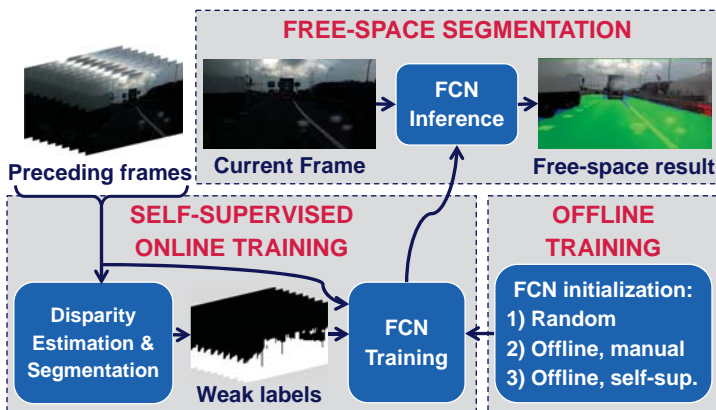 FREE-SPACE SEGMENTATION
FCN
Inference
Preceding frames
Current Frame
Free-space result
SELF-SUPERVISED
ONLINE TRAINING
OFFLINE
TRAINING
Disparity
Estimation &
Segmentation
Weak labels
FCN
Training
FCN initialization:
1) Random
2) Offline, manual
3) Offline, self-sup.